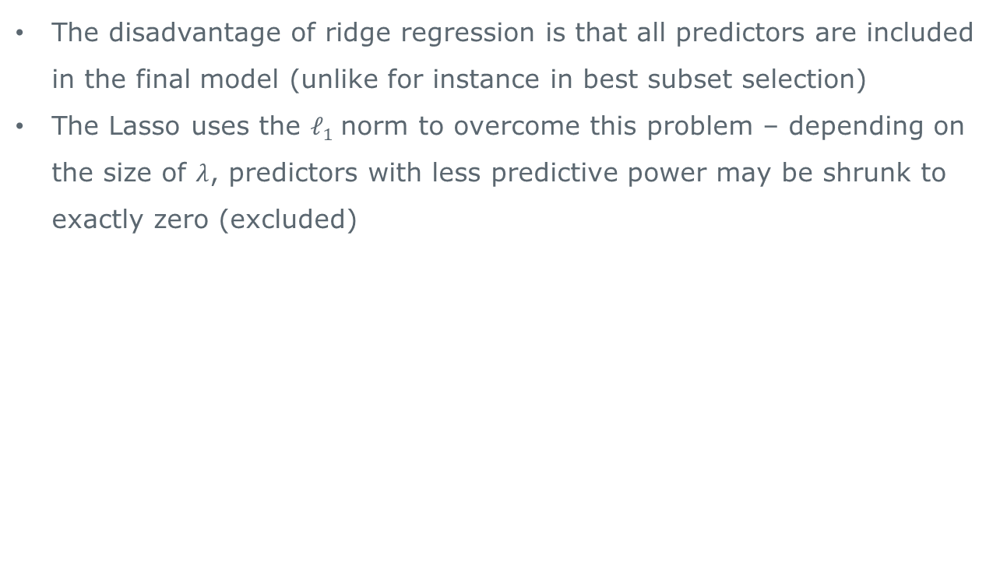 • The disadvantage of ridge regression is that all predictors are included
in the final model (unlike for instance in best subset selection)
• The Lasso uses the ℓ₁ norm to overcome this problem – depending on
the size of 𝜆, predictors with less predictive power may be shrunk to
exactly zero (excluded)